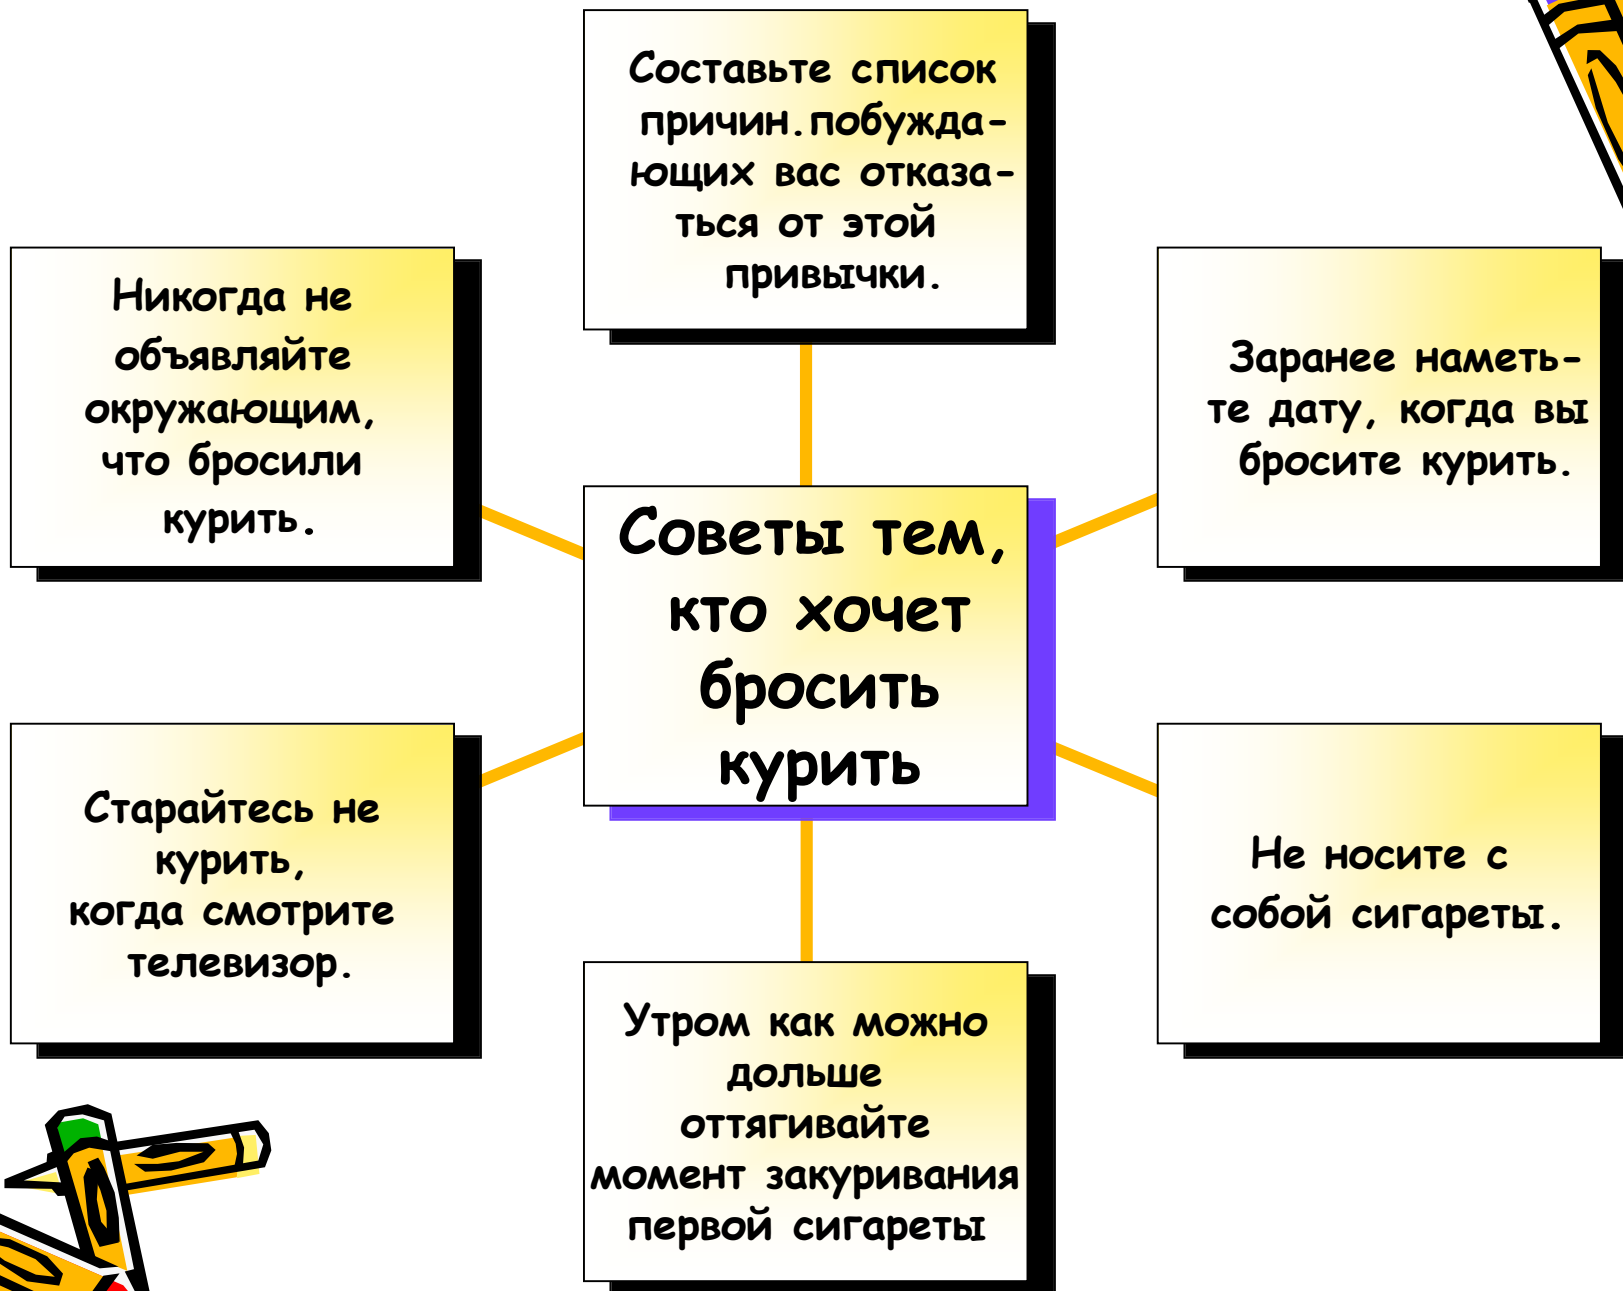 Составьте список
причин.побужда-
ющих вас отказа-
ться от этой
привычки.
Никогда не
объявляйте
окружающим,
что бросили
курить.
Заранее наметь-
те дату, когда вы
бросите курить.
Советы тем,
кто хочет
бросить
курить
Старайтесь не
курить,
когда смотрите
телевизор.
Не носите с
собой сигареты.
Утром как можно
дольше
оттягивайте
момент закуривания
первой сигареты